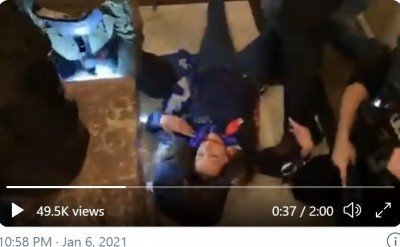 49.5K views 0:37 / 2:00
10:58 PM · Jan 6, 2021